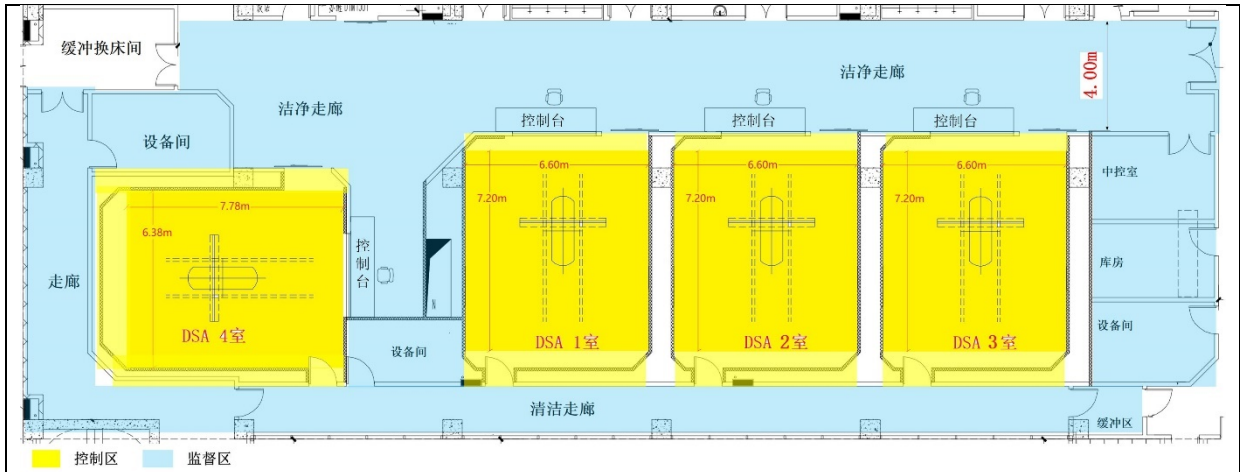 缓冲换床间
洁净走廊
洁净走廊
4.00m
设备间
控制台
控制台
控制台
6.60m
6.60m
6.60m
7.20m
7.20m
7.20m
中控室
7.78m
6.38m
控制台
走廊
库房
DSA 4室
DSA 1室
DSA 2室
DSA 3室
设备间
设备间
清洁走廊
缓冲区
控制区
监督区